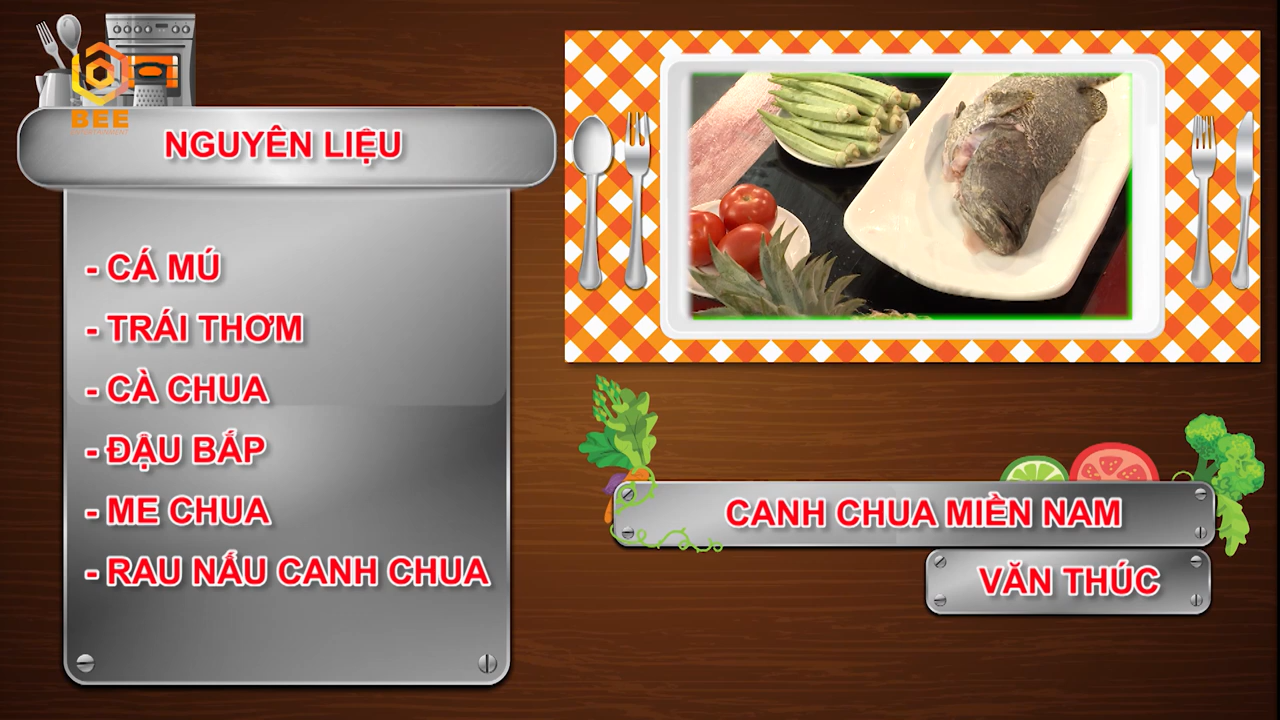 BEE
NGUYÊN LIỆU
- CÁ MÚ
- TRÁI THƠM
- CÀ CHUA
- ĐẬU BẮP
- ME CHUA
- RAU NẤU CANH CHUA
CANH CHUA MIỀN NAM
VĂN THÚC